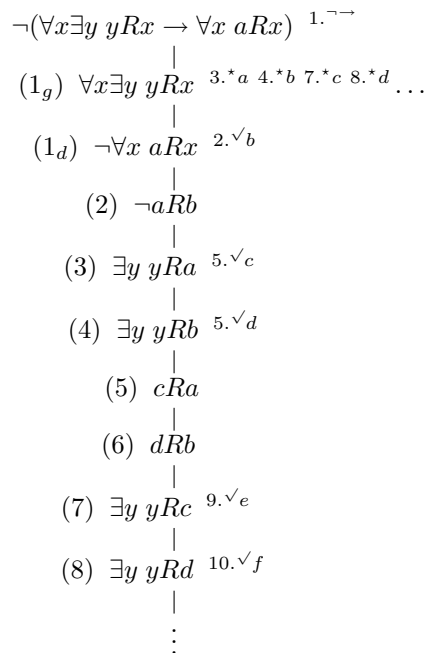 ¬(∀x∃y yRx → ∀x aRx) 1.¬→
(1g) ∀x∃y yRx 3.⋆a 4.⋆b 7.⋆c 8.⋆d …
(1d) ¬∀x aRx 2.√b
(2) ¬aRb
(3) ∃y yRa 5.√c
(4) ∃y yRb 5.√d
(5) cRa
(6) dRb
(7) ∃y yRc 9.√e
(8) ∃y yRd 10.√f
⋮